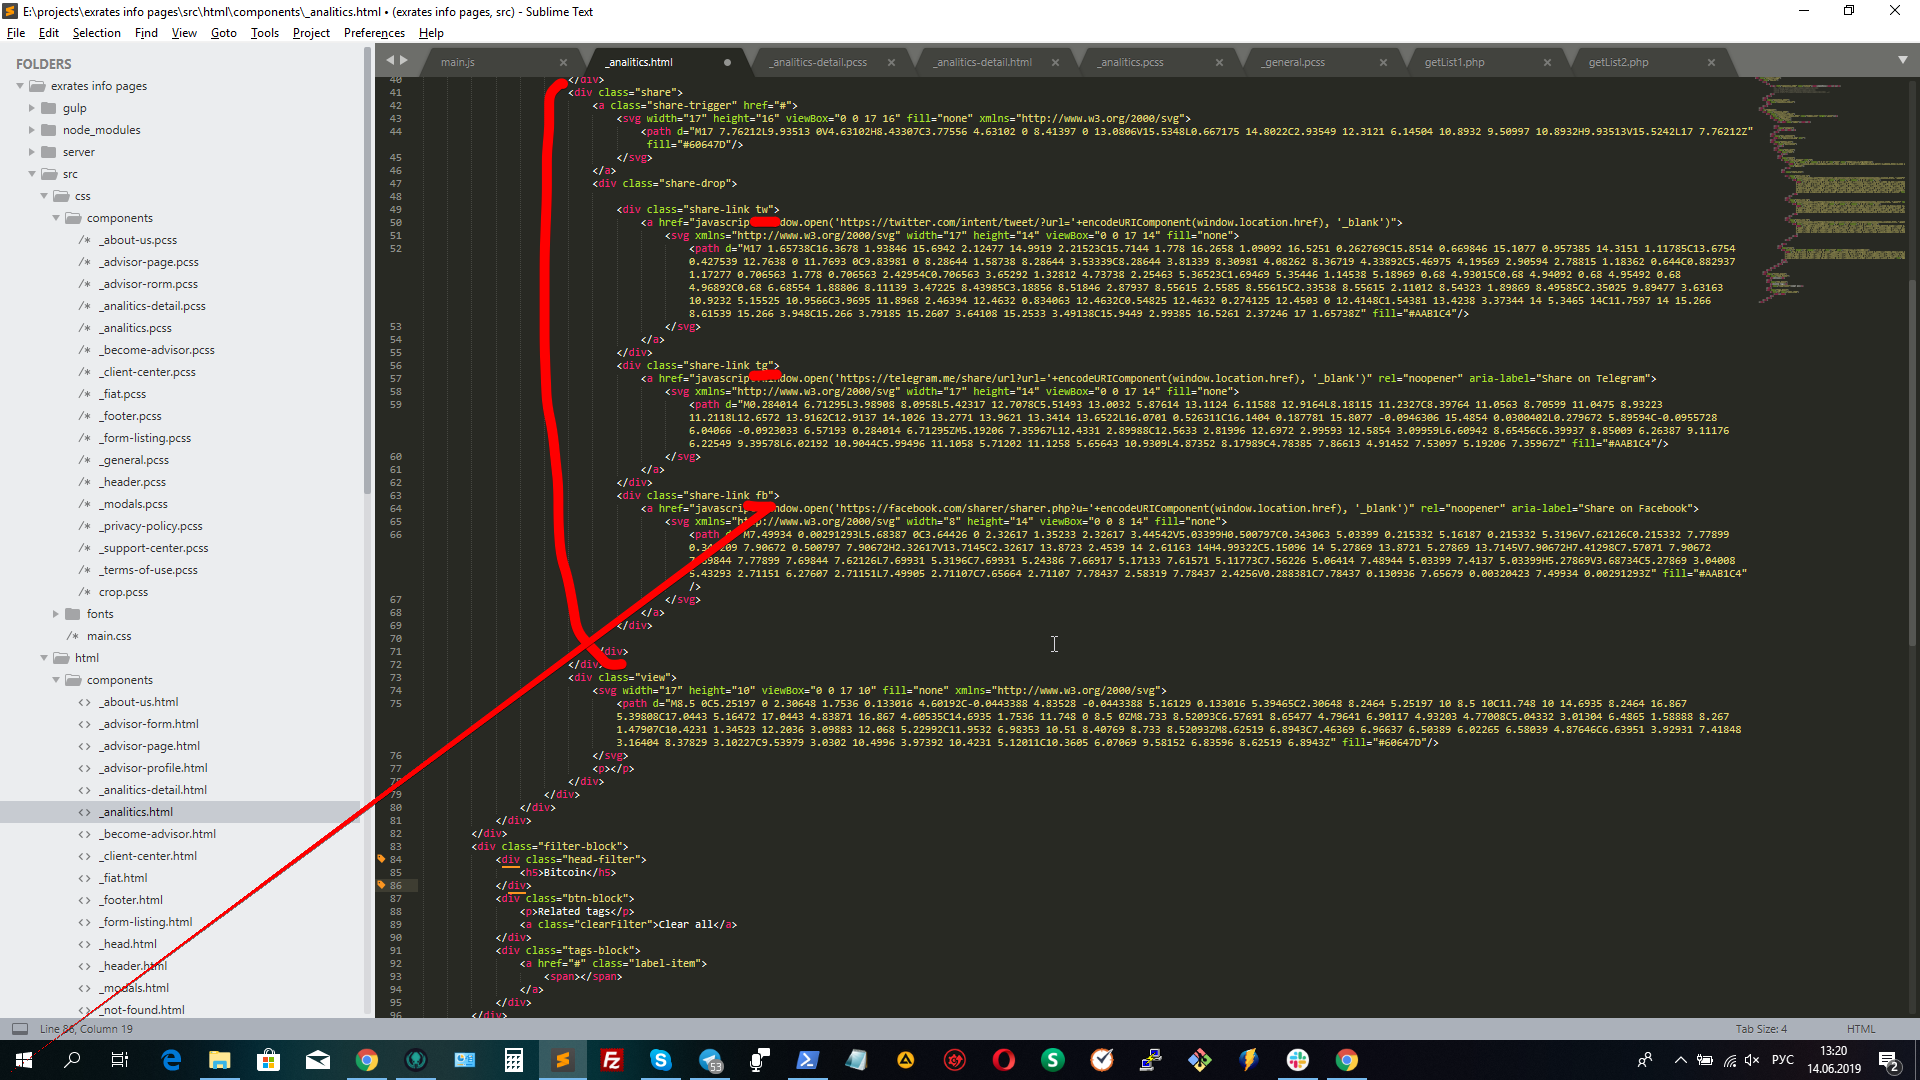 E:\projects\exrates info pages\src\html\components\_analitics.html • (exrates info pages, src) - Sublime Text
File Edit Selection Find View Goto Tools Project Preferences Help
FOLDERS
exrates info pages
gulp
node_modules
server
src
css
components
/* _about-us.pcss
/* _advisor-page.pcss
/* _advisor-rorm.pcss
/* _analitics-detail.pcss
/* _analitics.pcss
/* _become-advisor.pcss
/* _client-center.pcss
/* _fiat.pcss
/* _footer.pcss
/* _form-listing.pcss
/* _general.pcss
/* _header.pcss
/* _modals.pcss
/* _privacy-policy.pcss
/* _support-center.pcss
/* _terms-of-use.pcss
/* crop.pcss
fonts
/* main.css
html
components
<> _about-us.html
<> _advisor-form.html
<> _advisor-page.html
<> _advisor-profile.html
<> _analitics-detail.html
<> _analitics.html
<> _become-advisor.html
<> _client-center.html
<> _fiat.html
<> _footer.html
<> _form-listing.html
<> _head.html
<> _header.html
<> _modals.html
<> _not-found.html
main.js _analitics.html _analitics-detail.pcss _analitics-detail.html _analitics.pcss _general.pcss getList1.php getList2.php
40 </div>
41 <div class="share">
42 <a class="share-trigger" href="#">
43 <svg width="17" height="16" viewBox="0 0 17 16" fill="none" xmlns="http://www.w3.org/2000/svg">
44 <path d="M17 7.76212L9.93513 0V4.63102H8.43307C3.77556 4.63102 0 8.41397 0 13.0806V15.5348L0.667175 14.8022C2.93549 12.3121 6.14504 10.8932 9.50997 10.8932H9.93513V15.5242L17 7.76212Z"
fill="#60647D"/>
45 </svg>
46 </a>
47 <div class="share-drop">
48
49 <div class="share-link tw">
50 <a href="javascrip ndow.open('https://twitter.com/intent/tweet/?url='+encodeURIComponent(window.location.href), '_blank')">
51 <svg xmlns="http://www.w3.org/2000/svg" width="17" height="14" viewBox="0 0 17 14" fill="none">
52 <path d="M17 1.65738C16.3678 1.93846 15.6942 2.12477 14.9919 2.21523C15.7144 1.778 16.2658 1.09092 16.5251 0.262769C15.8514 0.669846 15.1077 0.957385 14.3151 1.11785C13.6754
0.427539 12.7638 0 11.7693 0C9.83981 0 8.28644 1.58738 8.28644 3.53339C8.28644 3.81339 8.30981 4.08262 8.36719 4.33892C5.46975 4.19569 2.90594 2.78815 1.18362 0.644C0.882937
1.17277 0.706563 1.778 0.706563 2.42954C0.706563 3.65292 1.32812 4.73738 2.25463 5.36523C1.69469 5.35446 1.14538 5.18969 0.68 4.93015C0.68 4.94092 0.68 4.95492 0.68
4.96892C0.68 6.68554 1.88806 8.11139 3.47225 8.43985C3.18856 8.51846 2.87937 8.55615 2.5585 8.55615C2.33538 8.55615 2.11012 8.54323 1.89869 8.49585C2.35025 9.89477 3.63163
10.9232 5.15525 10.9566C3.9695 11.8968 2.46394 12.4632 0.834063 12.4632C0.54825 12.4632 0.274125 12.4503 0 12.4148C1.54381 13.4238 3.37344 14 5.3465 14C11.7597 14 15.266
8.61539 15.266 3.948C15.266 3.79185 15.2607 3.64108 15.2533 3.49138C15.9449 2.99385 16.5261 2.37246 17 1.65738Z" fill="#AAB1C4"/>
53 </svg>
54 </a>
55 </div>
56 <div class="share-link tg">
57 <a href="javascrip ndow.open('https://telegram.me/share/url?url='+encodeURIComponent(window.location.href), '_blank')" rel="noopener" aria-label="Share on Telegram">
58 <svg xmlns="http://www.w3.org/2000/svg" width="17" height="14" viewBox="0 0 17 14" fill="none">
59 <path d="M0.284014 6.71295L3.98908 8.0958L5.42317 12.7078C5.51493 13.0032 5.87614 13.1124 6.11588 12.9164L8.18115 11.2327C8.39764 11.0563 8.70599 11.0475 8.93223
11.2118L12.6572 13.9162C12.9137 14.1026 13.2771 13.9621 13.3414 13.6522L16.0701 0.526311C16.1404 0.187781 15.8077 -0.0946306 15.4854 0.0300402L0.279672 5.89594C-0.0955728
6.04066 -0.0923033 6.57193 0.284014 6.71295ZM5.19206 7.35967L12.4331 2.89988C12.5633 2.81996 12.6972 2.99593 12.5854 3.09959L6.60942 8.65456C6.39937 8.85009 6.26387 9.11176
6.22549 9.39578L6.02192 10.9044C5.99496 11.1058 5.71202 11.1258 5.65643 10.9309L4.87352 8.17989C4.78385 7.86613 4.91452 7.53097 5.19206 7.35967Z" fill="#AAB1C4"/>
60 </svg>
61 </a>
62 </div>
63 <div class="share-link fb">
64 <a href="javascrip ndow.open('https://facebook.com/sharer/sharer.php?u='+encodeURIComponent(window.location.href), '_blank')" rel="noopener" aria-label="Share on Facebook">
65 <svg xmlns="http://www.w3.org/2000/svg" width="8" height="14" viewBox="0 0 8 14" fill="none">
66 <path d M7.49934 0.00291293L5.68387 0C3.64426 0 2.32617 1.35233 2.32617 3.44542V5.03399H0.500797C0.343063 5.03399 0.215332 5.16187 0.215332 5.3196V7.62126C0.215332 7.77899
7.90672 0.500797 7.90672H2.32617V13.7145C2.32617 13.8723 2.4539 14 2.61163 14H4.99322C5.15096 14 5.27869 13.8721 5.27869 13.7145V7.90672H7.41298C7.57071 7.90672
7.77899 7.69844 7.62126L7.69931 5.3196C7.69931 5.24386 7.66917 5.17133 7.61571 5.11773C7.56226 5.06414 7.48944 5.03399 7.4137 5.03399H5.27869V3.68734C5.27869 3.04008
5.43293 2.71151 6.27607 2.71151L7.49905 2.71107C7.65664 2.71107 7.78437 2.58319 7.78437 2.4256V0.288381C7.78437 0.130936 7.65679 0.00320423 7.49934 0.00291293Z" fill="#AAB1C4"
/>
67 </svg>
68 </a>
69 </div>
70
71 div>
72 </div
73 <div class="view">
74 <svg width="17" height="10" viewBox="0 0 17 10" fill="none" xmlns="http://www.w3.org/2000/svg">
75 <path d="M8.5 0C5.25197 0 2.30648 1.7536 0.133016 4.60192C-0.0443388 4.83528 -0.0443388 5.16129 0.133016 5.39465C2.30648 8.2464 5.25197 10 8.5 10C11.748 10 14.6935 8.2464 16.867
5.39808C17.0443 5.16472 17.0443 4.83871 16.867 4.60535C14.6935 1.7536 11.748 0 8.5 0ZM8.733 8.52093C6.57691 8.65477 4.79641 6.90117 4.93203 4.77008C5.04332 3.01304 6.4865 1.58888 8.267
1.47907C10.4231 1.34523 12.2036 3.09883 12.068 5.22992C11.9532 6.98353 10.51 8.40769 8.733 8.52093ZM8.62519 6.8943C7.46369 6.96637 6.50389 6.02265 6.58039 4.87646C6.63951 3.92931 7.41848
3.16404 8.37829 3.10227C9.53979 3.0302 10.4996 3.97392 10.4231 5.12011C10.3605 6.07069 9.58152 6.83596 8.62519 6.8943Z" fill="#60647D"/>
76 </svg>
77 <p></p>
78 </div>
79 </div>
80 </div>
81 </div>
82 </div>
83 <div class="filter-block">
84 <div class="head-filter">
85 <h5>Bitcoin</h5>
86 </div>
87 <div class="btn-block">
88 <p>Related tags</p>
89 <a class="clearFilter">Clear all</a>
90 </div>
91 <div class="tags-block">
92 <a href="#" class="label-item">
93 <span></span>
94 </a>
95 </div>
96 </div>
Line 86, Column 19 Tab Size: 4 HTML
53 РУС 13:20 14.06.2019 2